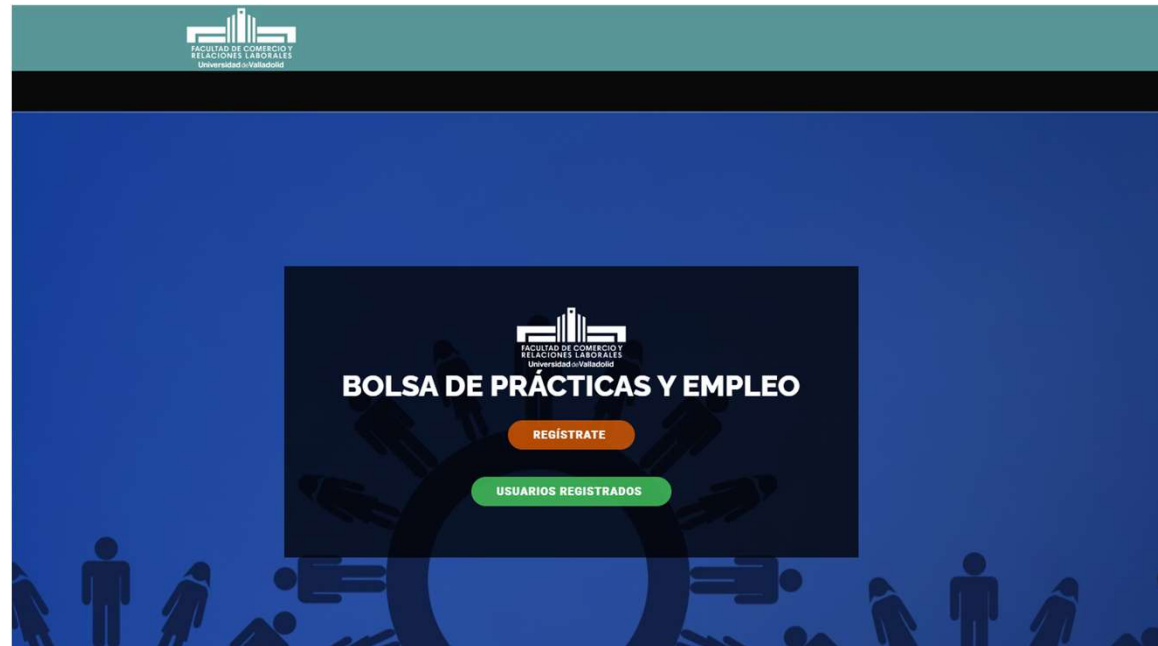 FACULTAD DE COMERCIO Y
RELACIONES LABORALES
Universidad de Valladolid
FACULTAD DE COMERCIO Y
RELACIONES LABORALES
Universidad de Valladolid
BOLSA DE PRÁCTICAS Y EMPLEO
REGÍSTRATE
USUARIOS REGISTRADOS